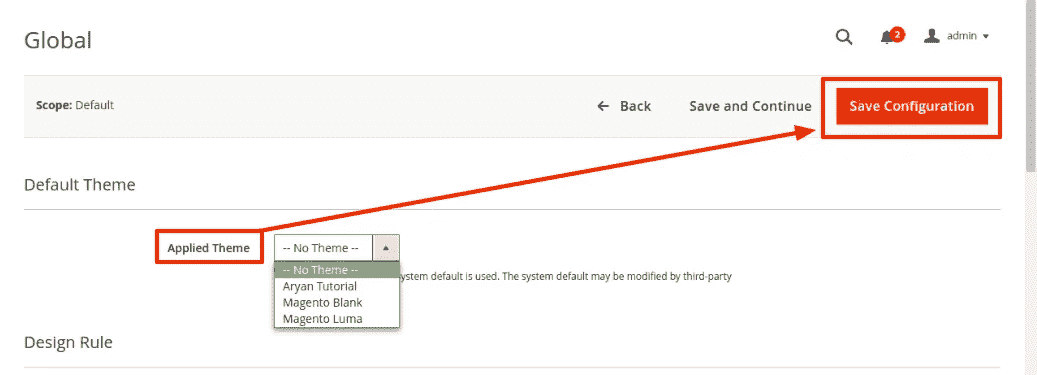 Global
2
admin
Scope: Default
Back
Save and Continue
Save Configuration
Default Theme
Applied Theme
-- No Theme --
-- No Theme --
ystem default is used. The system default may be modified by third-party
Aryan Tutorial
Magento Blank
Magento Luma
Design Rule